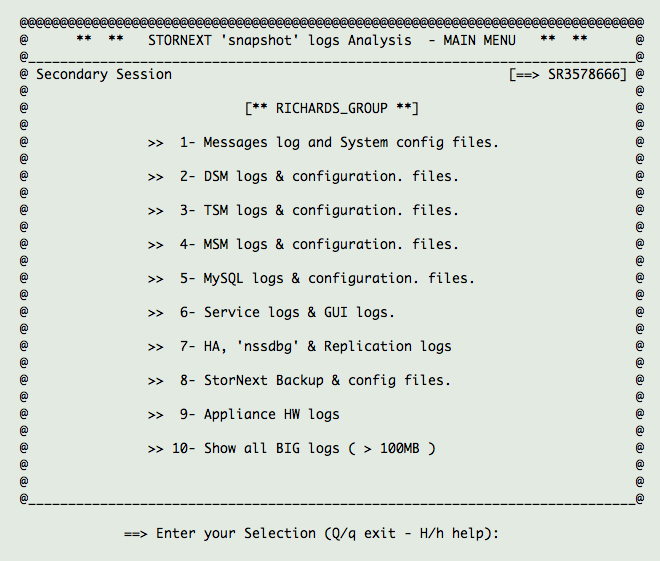 @@@@@@@@@@@@@@@@@@@@@@@@@@@@@@@@@@@@@@@@@@@@@@@@@@@@@@@@@@@@@@@@@@@@@@@@@@@@@@
@      **  **   STORNEXT 'snapshot' logs Analysis  - MAIN MENU   **  **      @
@____________________________________________________________________________@
@ Secondary Session                                          [==> SR3578666] @
@                                                                            @
@                           [** RICHARDS_GROUP **]                           @
@                                                                            @
@               >>  1- Messages log and System config files.                 @
@                                                                            @
@               >>  2- DSM logs & configuration. files.                      @
@                                                                            @
@               >>  3- TSM logs & configuration. files.                      @
@                                                                            @
@               >>  4- MSM logs & configuration. files.                      @
@                                                                            @
@               >>  5- MySQL logs & configuration. files.                    @
@                                                                            @
@               >>  6- Service logs & GUI logs.                              @
@                                                                            @
@               >>  7- HA, 'nssdbg' & Replication logs                       @
@                                                                            @
@               >>  8- StorNext Backup & config files.                       @
@                                                                            @
@               >>  9- Appliance HW logs                                     @
@                                                                            @
@               >> 10- Show all BIG logs ( > 100MB )                         @
@                                                                            @
@                                                                            @
@____________________________________________________________________________@
==> Enter your Selection (Q/q exit - H/h help):